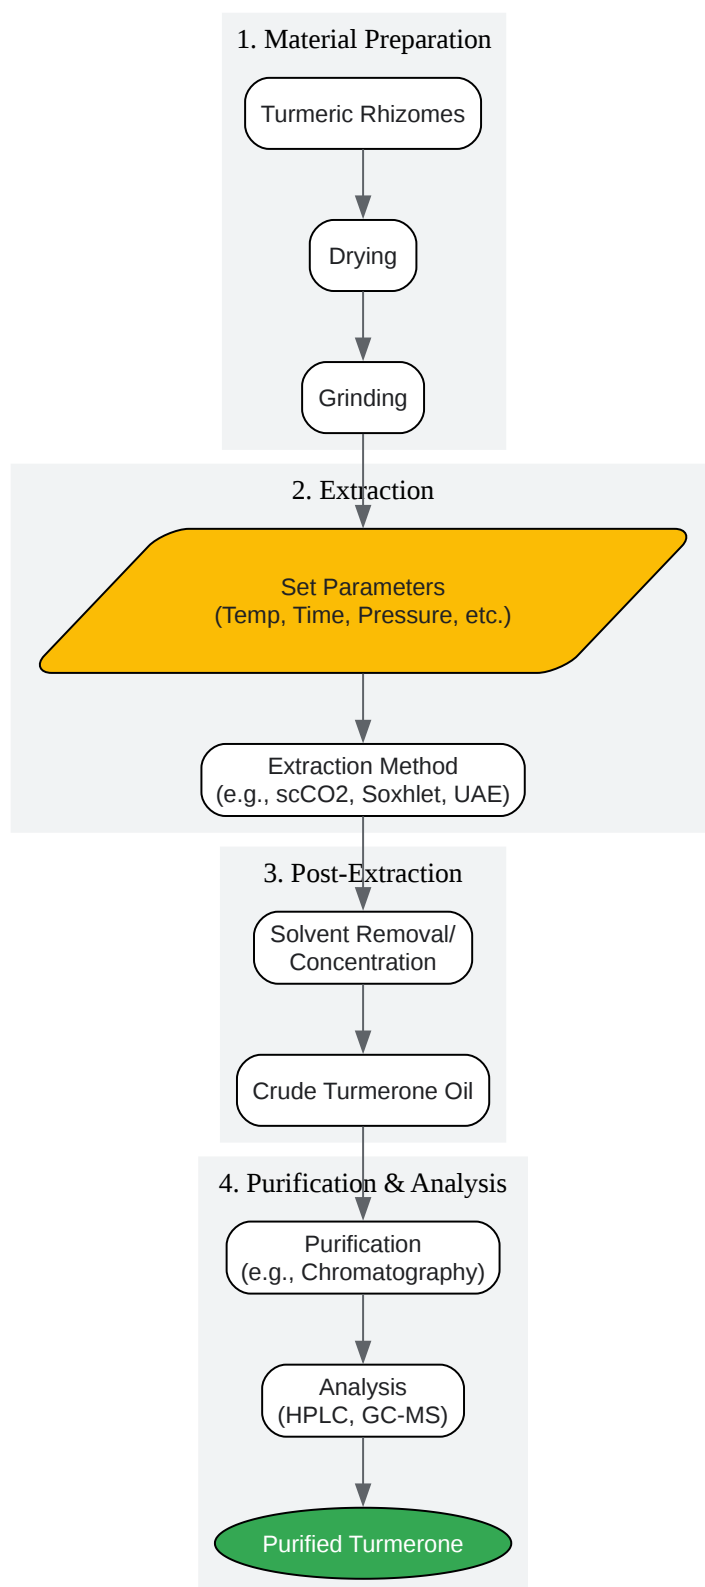 1. Material Preparation
Turmeric Rhizomes
Drying
Grinding
2. Extraction
Set Parameters
(Temp, Time, Pressure, etc.)
Extraction Method
(e.g., scCO2, Soxhlet, UAE)
3. Post-Extraction
Solvent Removal/
Concentration
Crude Turmerone Oil
4. Purification & Analysis
Purification
(e.g., Chromatography)
Analysis
(HPLC, GC-MS)
Purified Turmerone